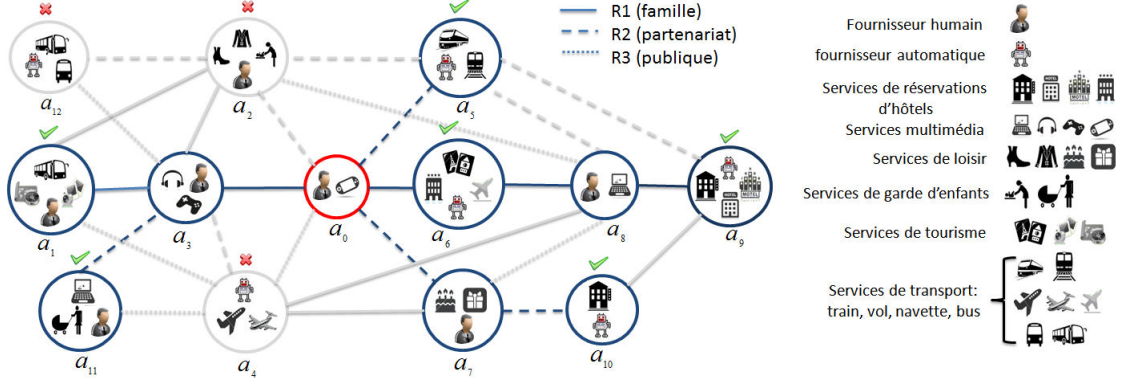 R1 (famille)
R2 (partenariat)
R3 (publique)
a12
a2
a5
a1
a3
a0
a6
a8
a9
a11
a4
a7
a10
Fournisseur humain
fournisseur automatique
Services de réservations
d’hôtels
HOTEL
MOTEL
Services multimédia
Services de loisir
Services de garde d’enfants
Services de tourisme
Services de transport:
train, vol, navette, bus